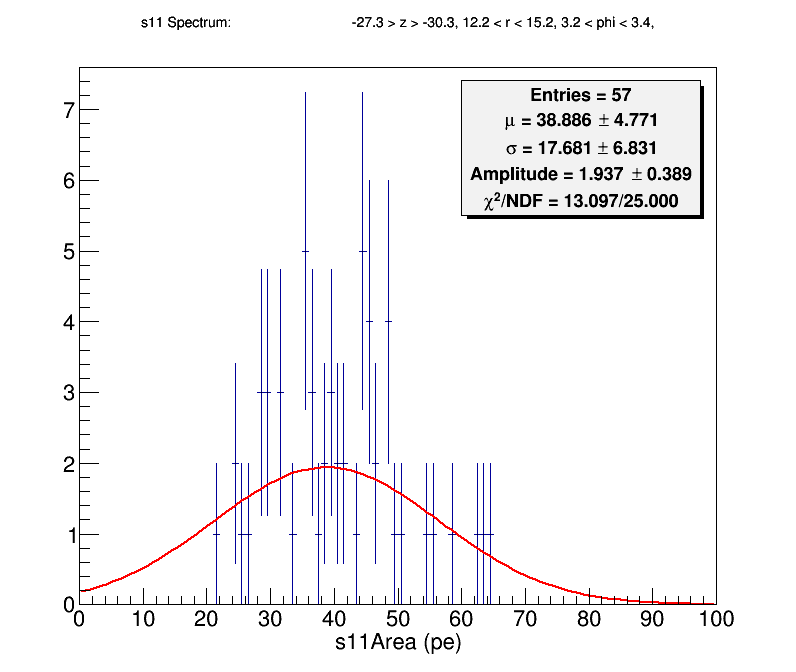 s11 Spectrum: -27.3 > z > -30.3, 12.2 < r < 15.2, 3.2 < phi < 3.4,
Entries = 57
μ = 38.886 ± 4.771
σ = 17.681 ± 6.831
Amplitude = 1.937 ± 0.389
χ²/NDF = 13.097/25.000
7
6
5
4
3
2
1
0
0 10 20 30 40 50 60 70 80 90 100
s11Area (pe)